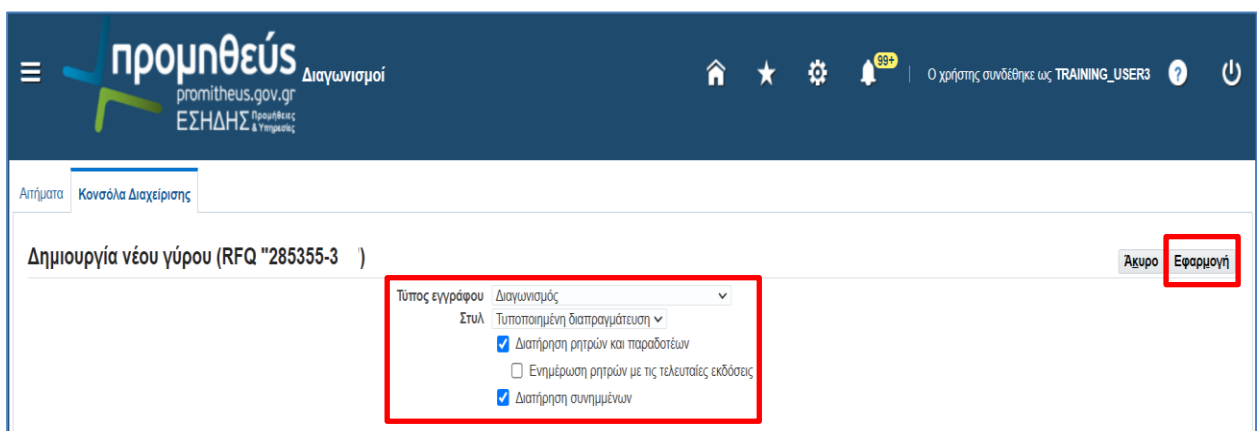 προμηθεύς Διαγωνισμοί
promitheus.gov.gr
ΕΣΗΔΗΣ Προμήθειες & Υπηρεσίες
99+
Ο χρήστης συνδέθηκε ως TRAINING_USER3 ?
Αιτήματα Κονσόλα Διαχείρισης
Δημιουργία νέου γύρου (RFQ "285355-3 ')
Άκυρο Εφαρμογή
Τύπος εγγράφου Διαγωνισμός
Στυλ Τυποποιημένη διαπραγμάτευση
Διατήρηση ρητρών και παραδοτέων
Ενημέρωση ρητρών με τις τελευταίες εκδόσεις
Διατήρηση συνημμένων